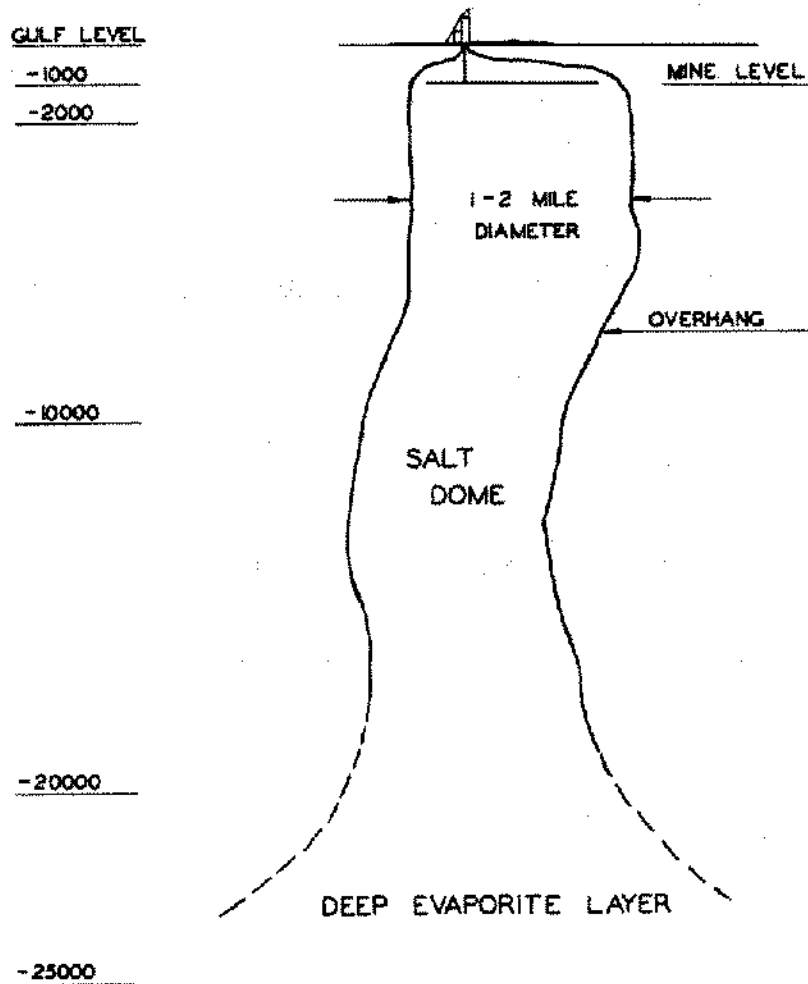 GULF LEVEL
-1000
MINE LEVEL
-2000
1-2 MILE
DIAMETER
OVERHANG
-10000
SALT
DOME
-20000
DEEP EVAPORITE LAYER
-25000